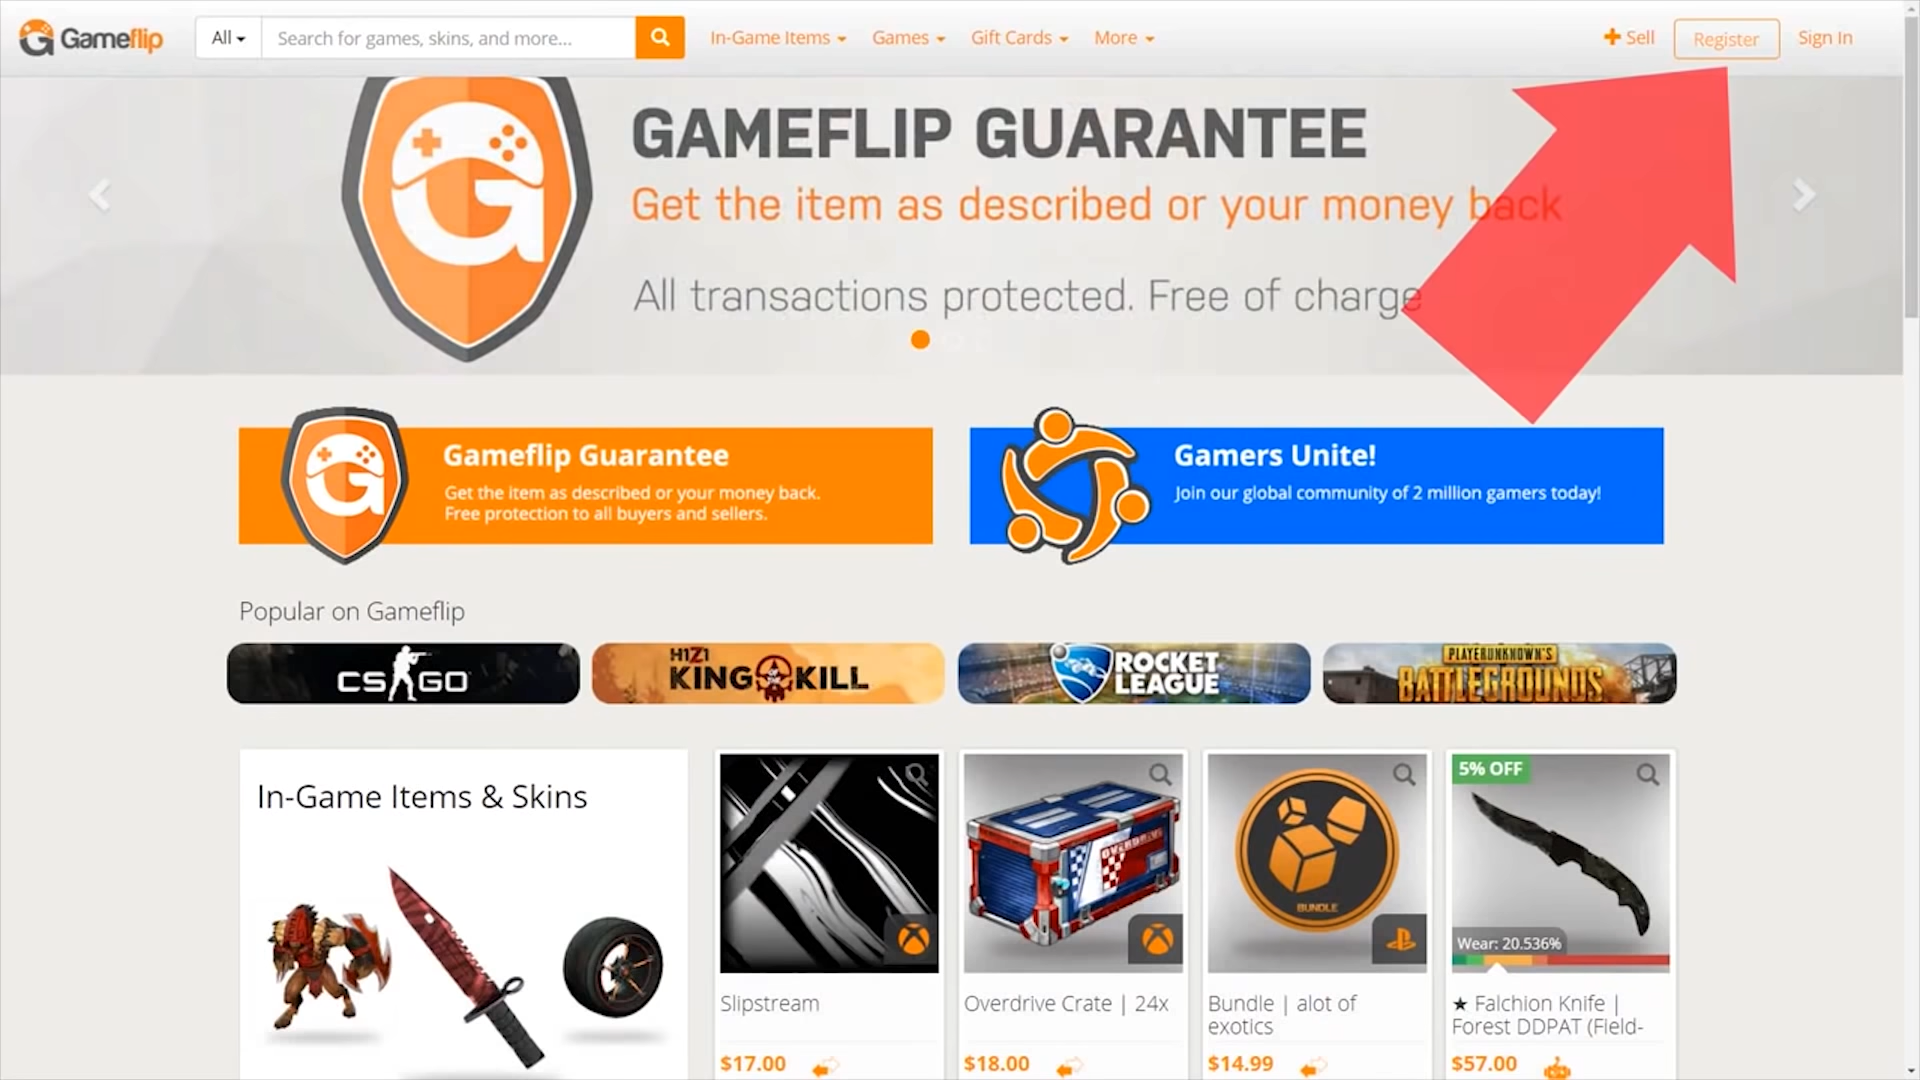 Gameflip All Search for games, skins, and more... In-Game Items Games Gift Cards More Sell Register Sign In
GAMEFLIP GUARANTEE
Get the item as described or your money back
All transactions protected. Free of charge
Gameflip Guarantee
Get the item as described or your money back.
Free protection to all buyers and sellers.
Gamers Unite!
Join our global community of 2 million gamers today!
Popular on Gameflip
CS GO
H1Z1
KING KILL
ROCKET
LEAGUE
PLAYERUNKNOWN'S
BATTLEGROUNDS
In-Game Items & Skins
Slipstream
$17.00
OVERDRIVE
Overdrive Crate | 24x
$18.00
BUNDLE
Bundle | alot of
exotics
$14.99
5% OFF
Wear: 20.536%
★ Falchion Knife |
Forest DDPAT (Field-
$57.00